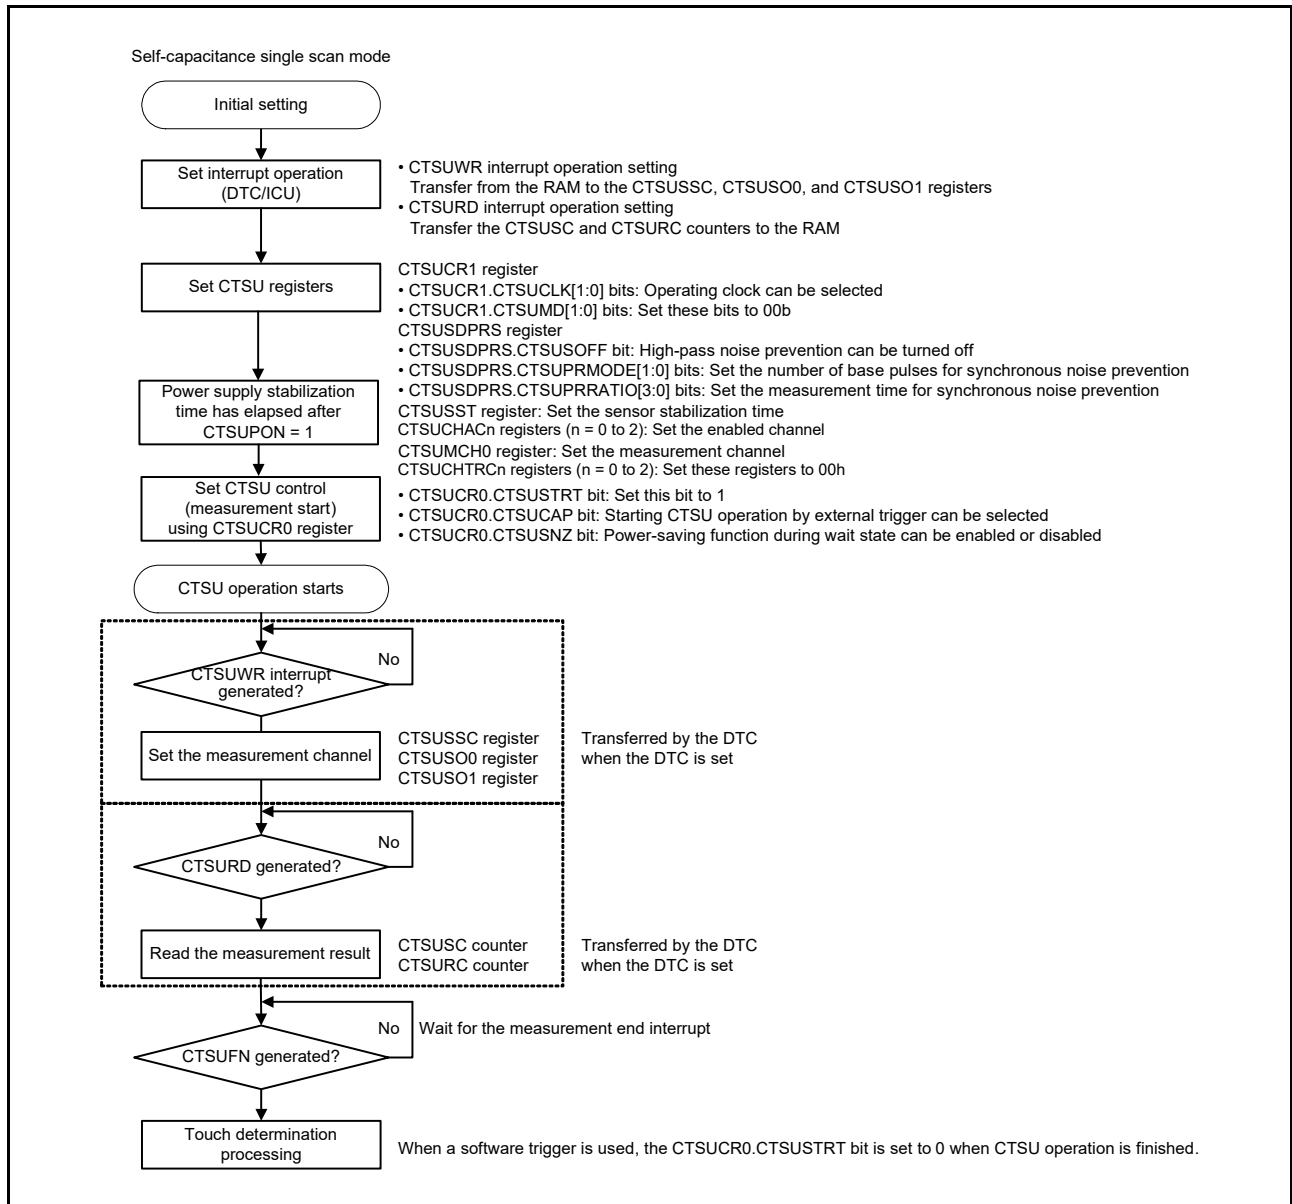 Self-capacitance single scan mode
Initial setting
Set interrupt operation
(DTC/ICU)
• CTSUWR interrupt operation setting
Transfer from the RAM to the CTSUSSC, CTSUSO0, and CTSUSO1 registers
• CTSURD interrupt operation setting
Transfer the CTSUSC and CTSURC counters to the RAM
Set CTSU registers
CTSUCR1 register
• CTSUCR1.CTSUCLK[1:0] bits: Operating clock can be selected
• CTSUCR1.CTSUMD[1:0] bits: Set these bits to 00b
CTSUSDPRS register
• CTSUSDPRS.CTSUSOFF bit: High-pass noise prevention can be turned off
• CTSUSDPRS.CTSUPRMODE[1:0] bits: Set the number of base pulses for synchronous noise prevention
• CTSUSDPRS.CTSUPRRATIO[3:0] bits: Set the measurement time for synchronous noise prevention
CTSUSST register: Set the sensor stabilization time
CTSUCHACn registers (n = 0 to 2): Set the enabled channel
CTSUMCH0 register: Set the measurement channel
CTSUCHTRCn registers (n = 0 to 2): Set these registers to 00h
Power supply stabilization
time has elapsed after
CTSUPON = 1
Set CTSU control
(measurement start)
using CTSUCR0 register
• CTSUCR0.CTSUSTRT bit: Set this bit to 1
• CTSUCR0.CTSUCAP bit: Starting CTSU operation by external trigger can be selected
• CTSUCR0.CTSUSNZ bit: Power-saving function during wait state can be enabled or disabled
CTSU operation starts
No
CTSUWR interrupt
generated?
Set the measurement channel
CTSUSSC register
CTSUSO0 register
CTSUSO1 register
Transferred by the DTC
when the DTC is set
No
CTSURD generated?
Read the measurement result
CTSUSC counter
CTSURC counter
Transferred by the DTC
when the DTC is set
No
Wait for the measurement end interrupt
CTSUFN generated?
Touch determination
processing
When a software trigger is used, the CTSUCR0.CTSUSTRT bit is set to 0 when CTSU operation is finished.